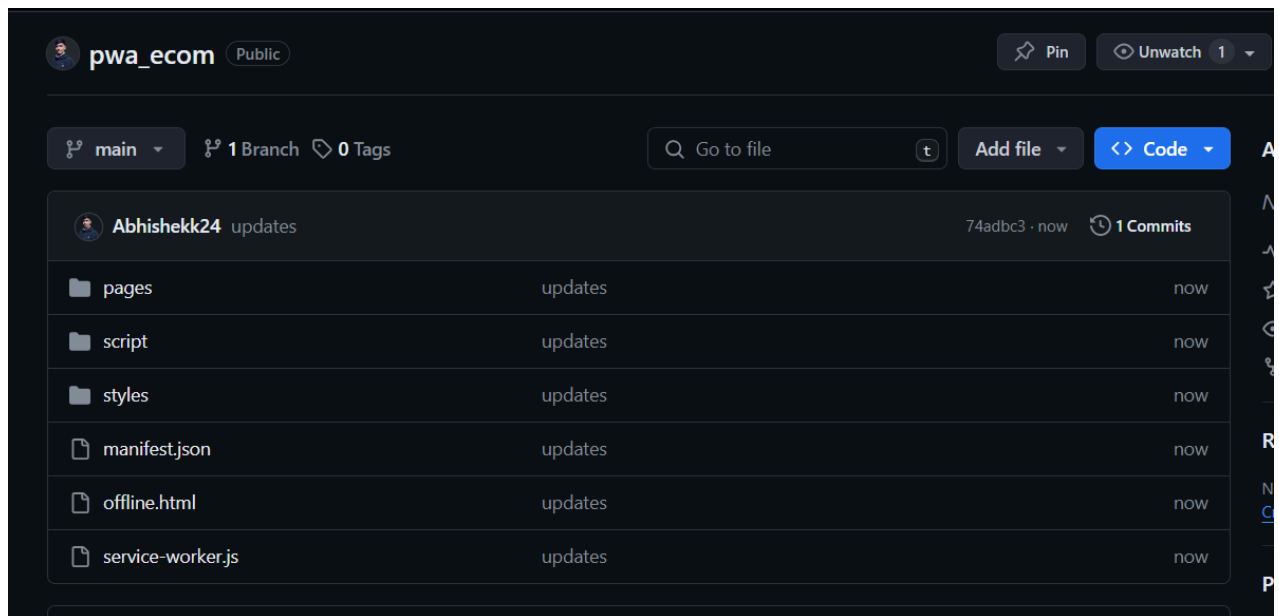 pwa_ecom Public Pin Unwatch 1
main 1 Branch 0 Tags Go to file t Add file Code A
N
Abhishekk24 updates 74adbc3 · now 1 Commits
pages updates now
script updates now
styles updates now
manifest.json updates now
R
offline.html updates now
N
Cr
service-worker.js updates now
P